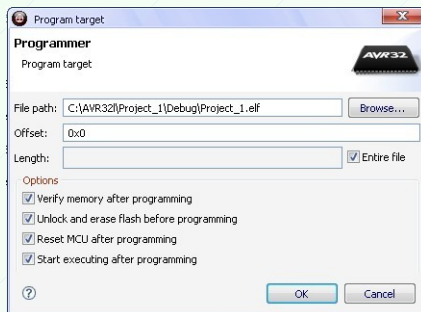 Program target
Programmer
Program target
AVR32
File path: C:\AVR32\Project_1\Debug\Project_1.elf Browse...
Offset: 0x0
Length: Entire file
Options
Verify memory after programming
Unlock and erase flash before programming
Reset MCU after programming
Start executing after programming
? OK Cancel